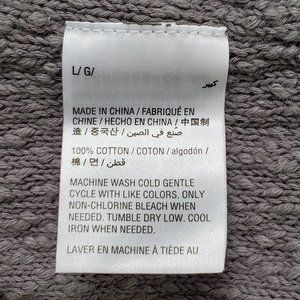 L/ G/
كبير
MADE IN CHINA / FABRIQUÉ EN
CHINE / HECHO EN CHINA / 中国制
造 / 중국산 / صنع في الصين/
100% COTTON / COTON / algodón /
棉 / 면 / قطن/
MACHINE WASH COLD GENTLE
CYCLE WITH LIKE COLORS. ONLY
NON-CHLORINE BLEACH WHEN
NEEDED. TUMBLE DRY LOW. COOL
IRON WHEN NEEDED.
LAVER EN MACHINE À TIÈDE AU